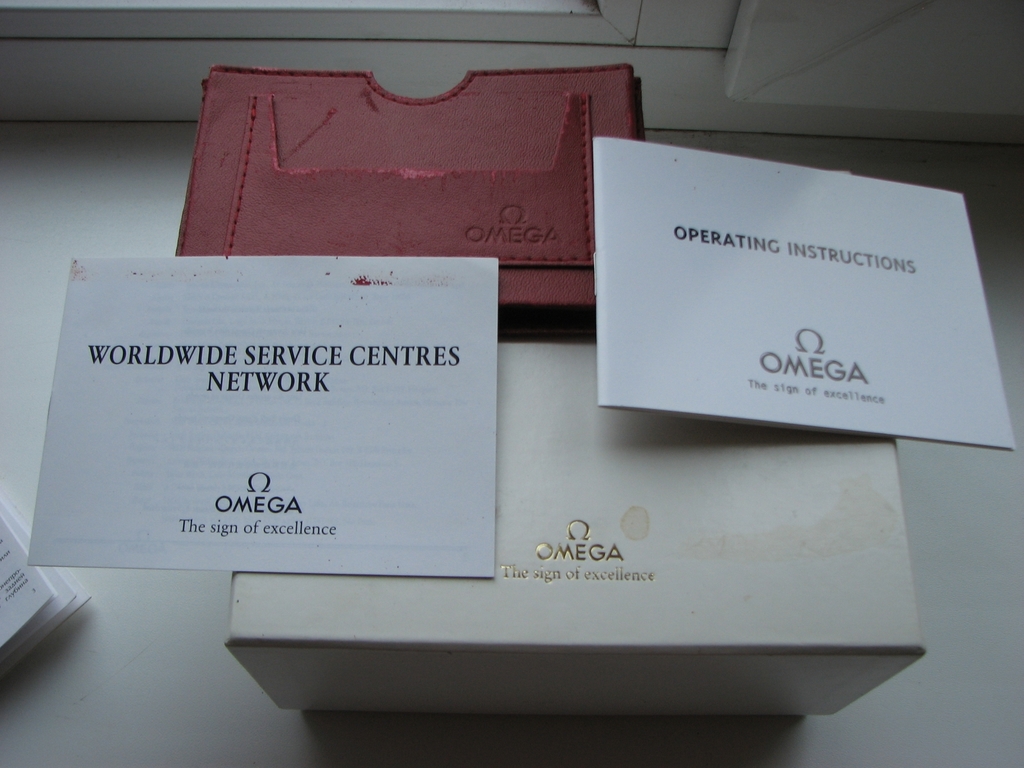 Ω
OMEGA
OPERATING INSTRUCTIONS
Ω
OMEGA
The sign of excellence
WORLDWIDE SERVICE CENTRES
NETWORK
Ω
OMEGA
The sign of excellence
Ω
OMEGA
The sign of excellence
глубина